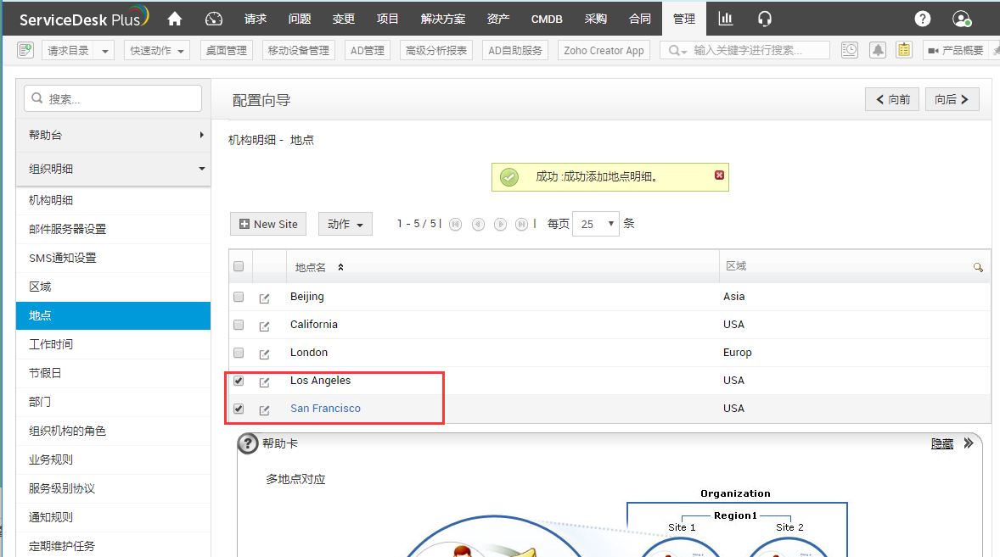 ServiceDesk Plus 请求 问题 变更 项目 解决方案 资产 CMDB 采购 合同 管理
请求目录 快速动作 桌面管理 移动设备管理 AD管理 高级分析报表 AD自助服务 Zoho Creator App 输入关键字进行搜索... 产品概要
搜索...
帮助台
组织明细
机构明细
邮件服务器设置
SMS通知设置
区域
地点
工作时间
节假日
部门
组织机构的角色
业务规则
服务级别协议
通知规则
定期维护任务
配置向导 向前 向后
机构明细 - 地点
成功 :成功添加地点明细。
New Site 动作 1 - 5 / 5 | | 每页 25 条
地点名 区域
Beijing Asia
California USA
London Europ
Los Angeles USA
San Francisco USA
? 帮助卡 隐藏
多地点对应
Organization
Region1
Site 1 Site 2